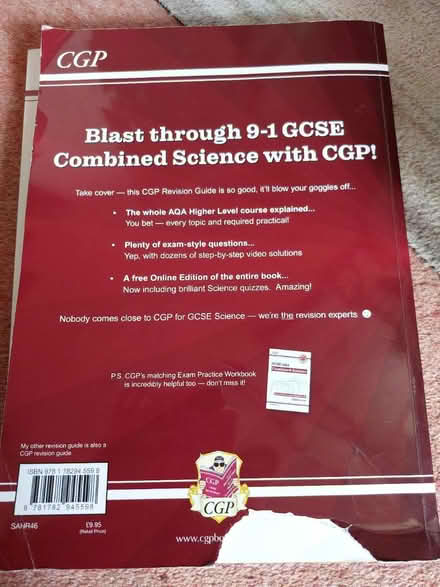 CGP
Blast through 9-1 GCSE
Combined Science with CGP!
Take cover — this CGP Revision Guide is so good, it'll blow your goggles off...
• The whole AQA Higher Level course explained...
You bet — every topic and required practical!
• Plenty of exam-style questions...
Yep, with dozens of step-by-step video solutions
• A free Online Edition of the entire book...
Now including brilliant Science quizzes. Amazing!
Nobody comes close to CGP for GCSE Science — we're the revision experts
P.S. CGP's matching Exam Practice Workbook
is incredibly helpful too — don't miss it!
My other revision guide is also a
CGP revision guide
ISBN 978 1 78294 559 8
9 781782 945598
SAHR46
£9.95
(Retail Price)
CGP
CGP
www.cgpbo